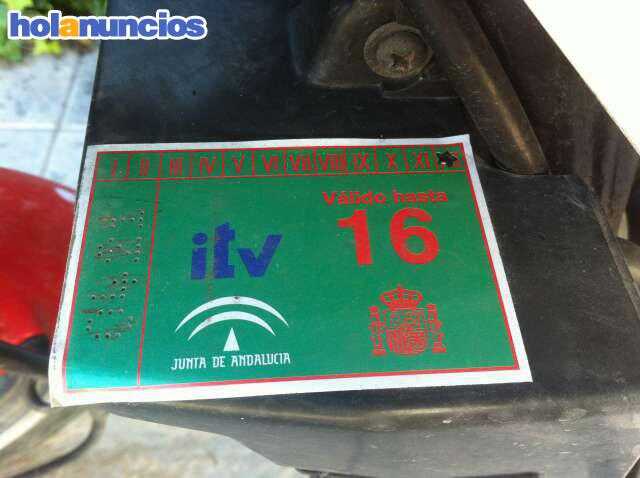 holanuncios
I II III IV V VI VII VIII IX X XI
Válido hasta
16
itv
JUNTA DE ANDALUCIA